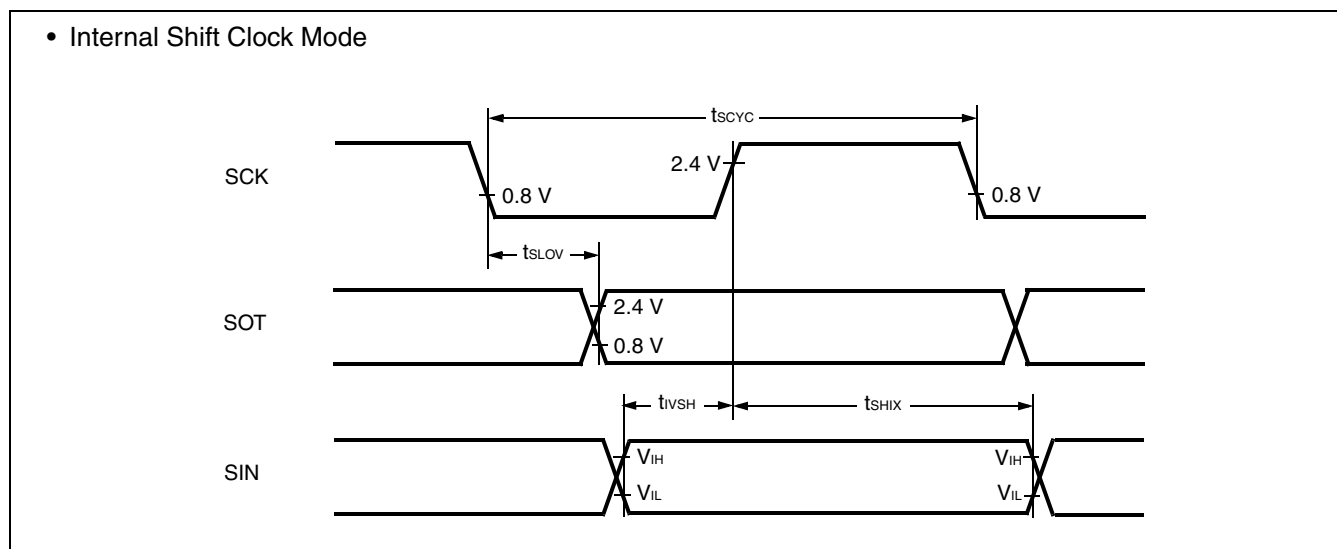 • Internal Shift Clock Mode
tSCYC
SCK
2.4 V
0.8 V
0.8 V
tSLOV
SOT
2.4 V
0.8 V
tIVSH
tSHIX
SIN
VIH
VIH
VIL
VIL